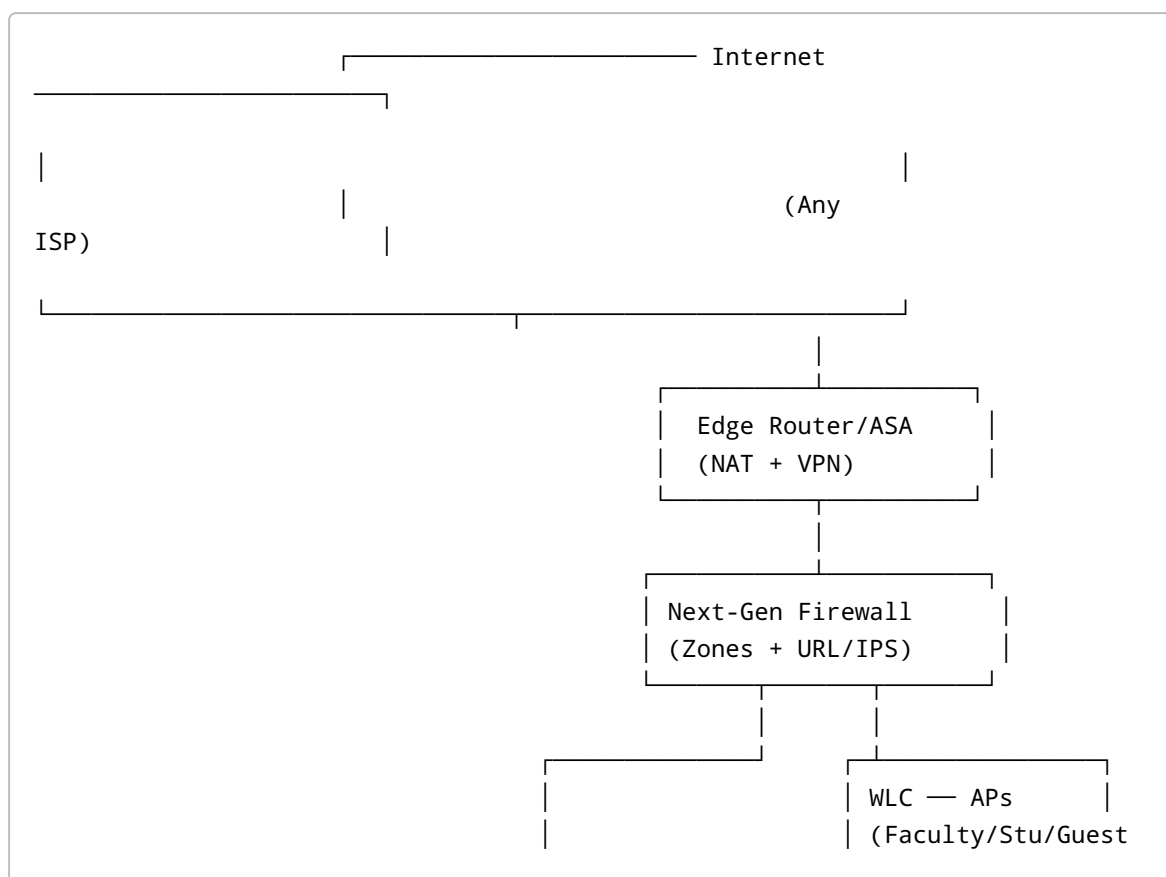 Internet
(Any
ISP)
Edge Router/ASA
(NAT + VPN)
Next-Gen Firewall
(Zones + URL/IPS)
WLC ── APs
(Faculty/Stu/Guest